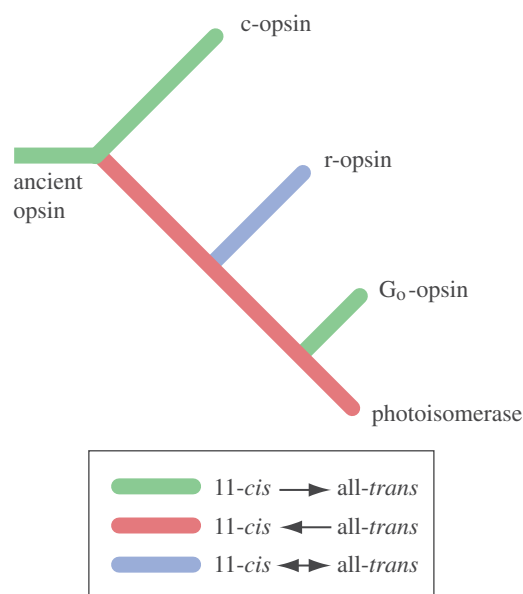 c-opsin
r-opsin
ancient
opsin
Gₒ-opsin
photoisomerase
11-cis → all-trans
11-cis ← all-trans
11-cis ↔ all-trans